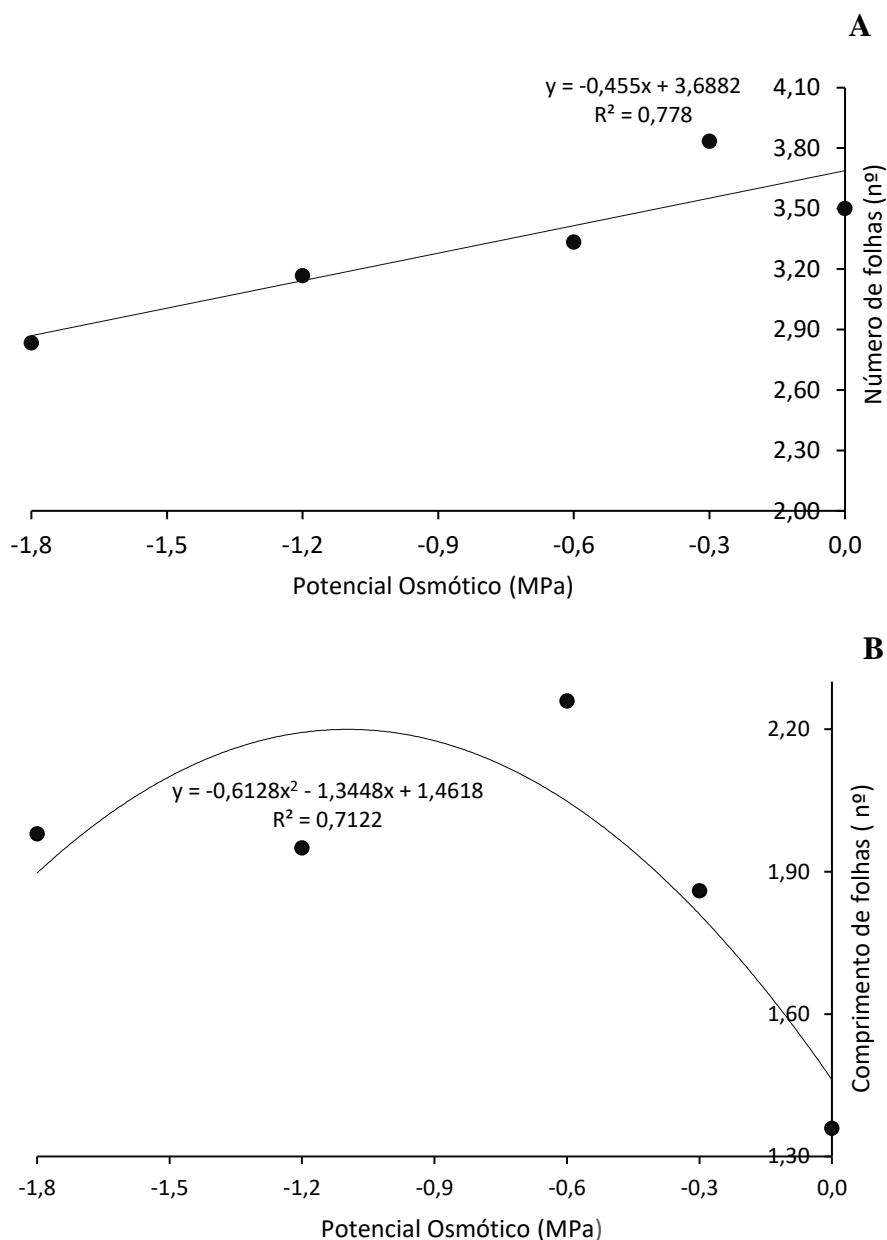 A
y = -0,455x + 3,6882
R² = 0,778
4,10
3,80
3,50
3,20
2,90
2,60
2,30
2,00
Número de folhas (nº)
-1,8 -1,5 -1,2 -0,9 -0,6 -0,3 0,0
Potencial Osmótico (MPa)
B
y = -0,6128x² - 1,3448x + 1,4618
R² = 0,7122
2,20
1,90
1,60
1,30
Comprimento de folhas ( nº)
-1,8 -1,5 -1,2 -0,9 -0,6 -0,3 0,0
Potencial Osmótico (MPa)